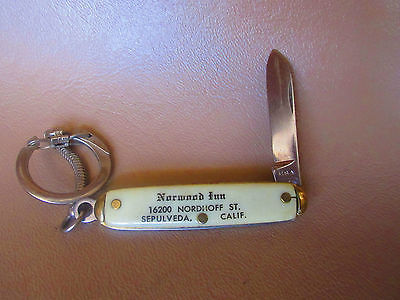 Norwood Inn
16200 NORDHOFF ST.
SEPULVEDA, CALIF.